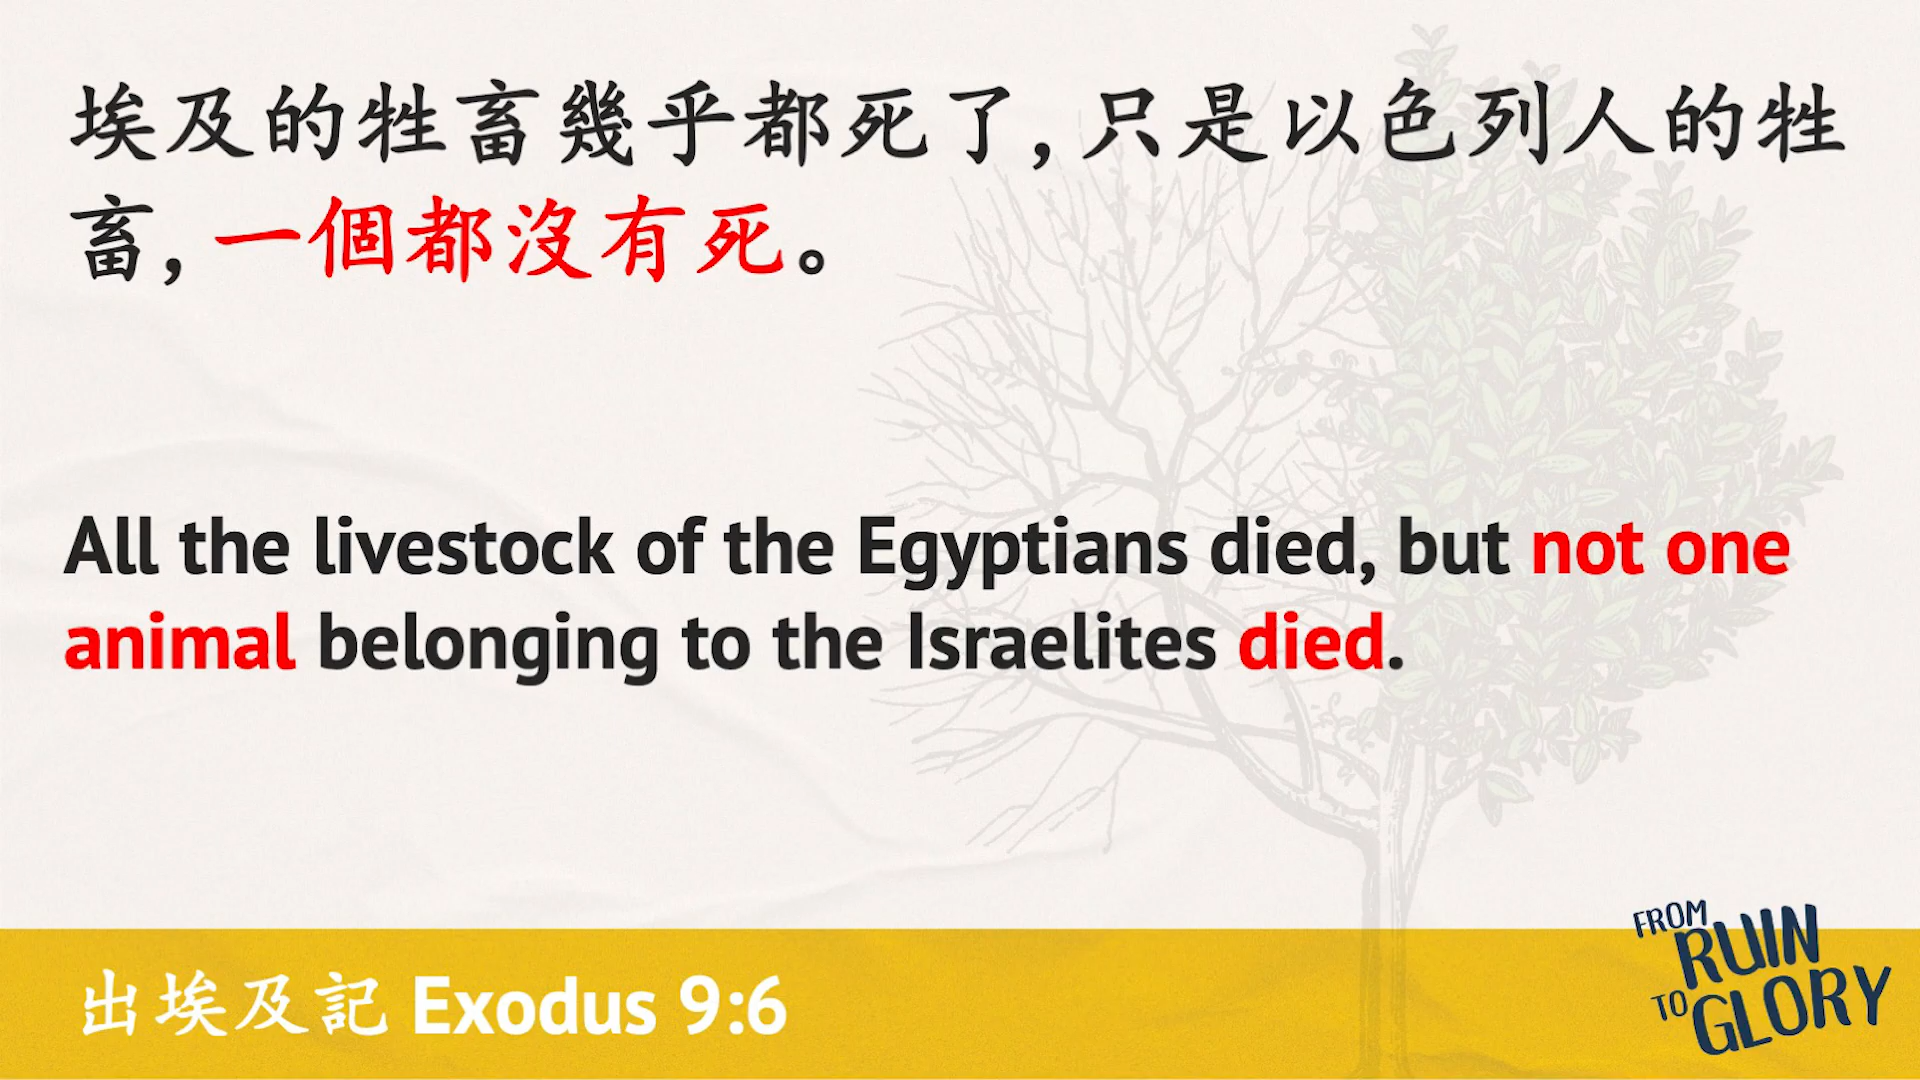 埃及的牲畜幾乎都死了,只是以色列人的牲
畜,一個都沒有死。
All the livestock of the Egyptians died, but not one
animal belonging to the Israelites died.
出埃及記 Exodus 9:6
FROM
RUIN
TO
GLORY